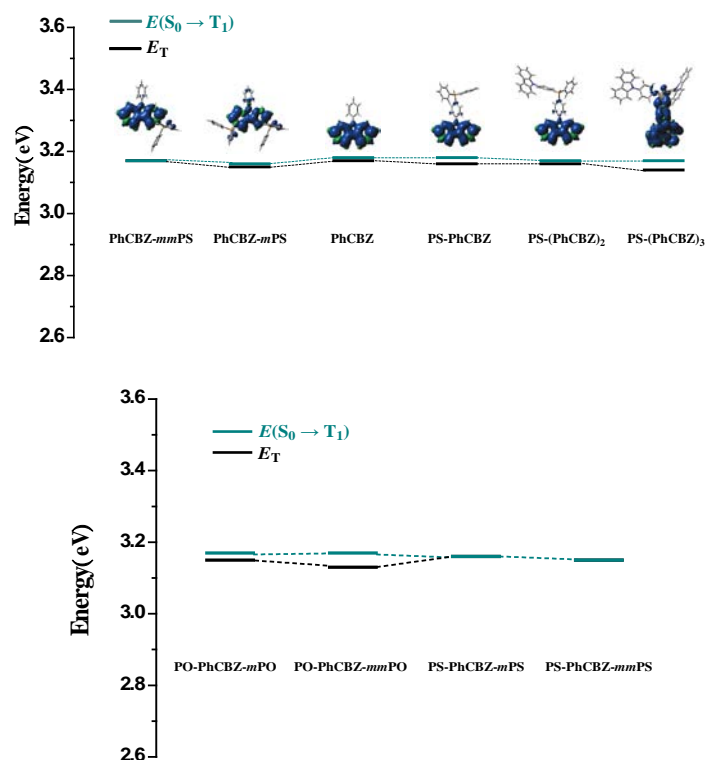 3.6
E(S₀ → T₁)
E_T
3.4
3.2
3.0
2.8
2.6
Energy( eV)
PhCBZ-mmPS PhCBZ-mPS PhCBZ PS-PhCBZ PS-(PhCBZ)₂ PS-(PhCBZ)₃
3.6
E(S₀ → T₁)
E_T
3.4
3.2
3.0
2.8
2.6
Energy( eV)
PO-PhCBZ-mPO PO-PhCBZ-mmPO PS-PhCBZ-mPS PS-PhCBZ-mmPS